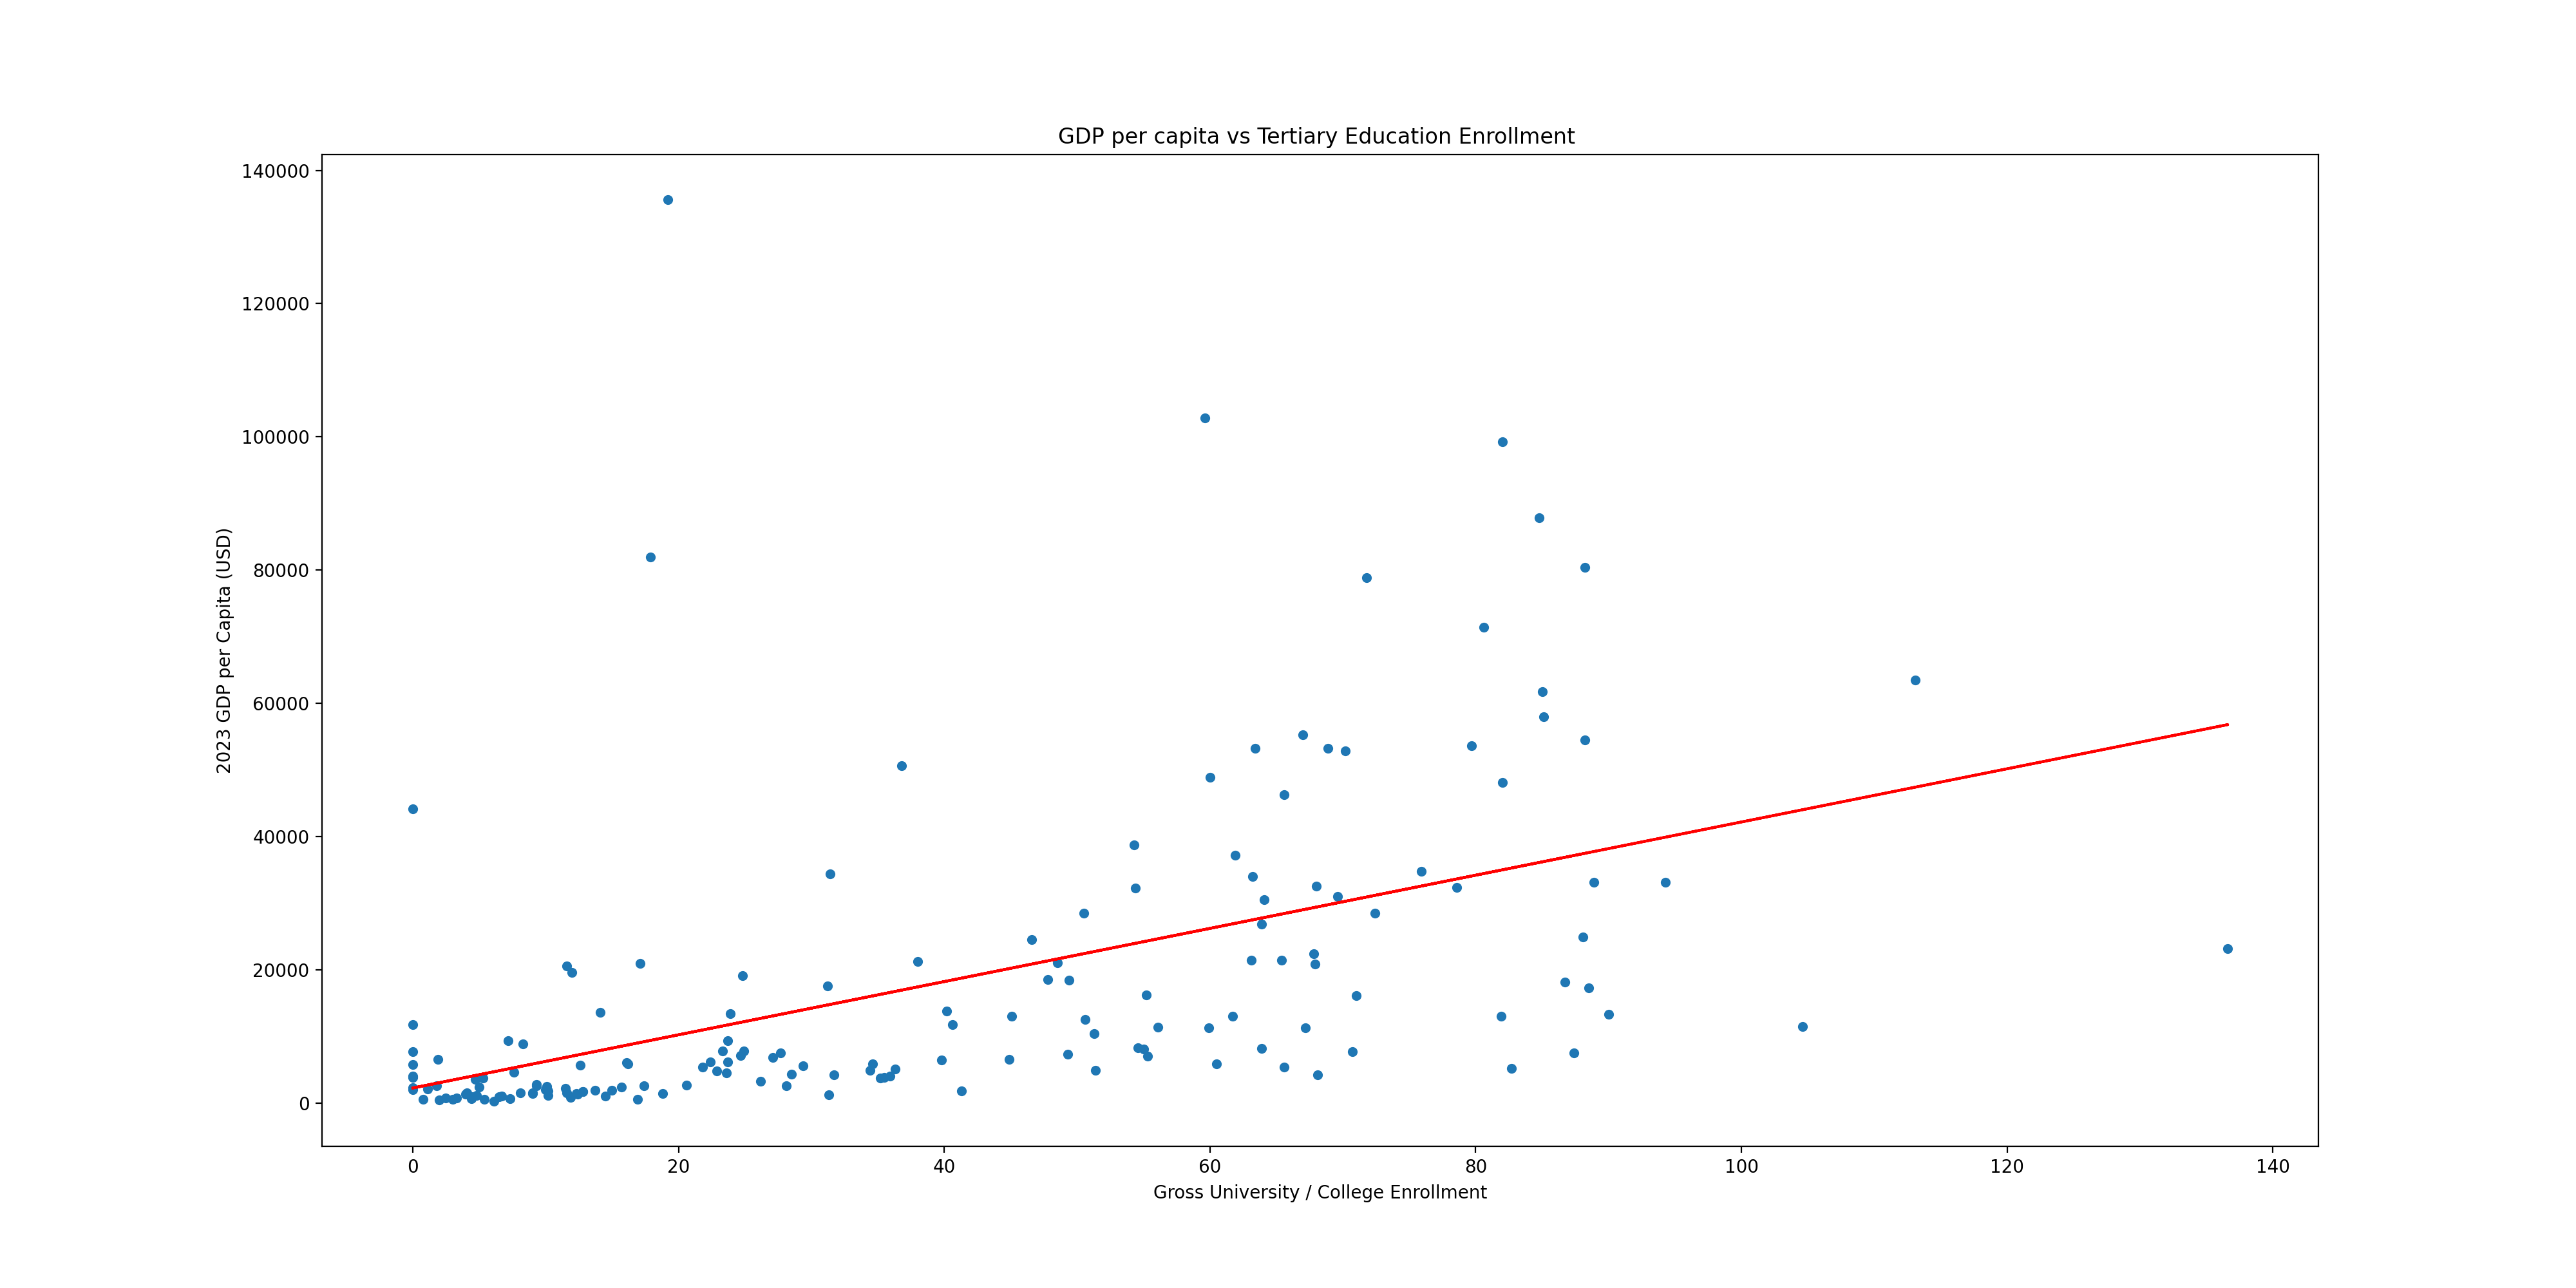 GDP per capita vs Tertiary Education Enrollment
140000
120000
100000
80000
60000
40000
20000
0
2023 GDP per Capita (USD)
0 20 40 60 80 100 120 140
Gross University / College Enrollment